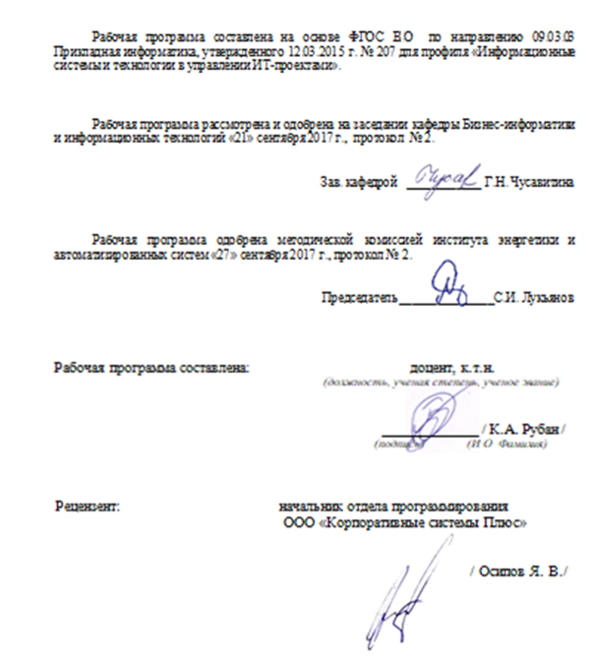 Рабочая программа составлена на основе ФГОС ВО по направлению 09.03.03
Прикладная информатика, утвержденного 12.03.2015 г. № 207 для профиля «Информационные
системы и технологии в управлении ИТ-проектами».
Рабочая программа рассмотрена и одобрена на заседании кафедры Бизнес-информатики
и информационных технологий «21» сентября 2017 г., протокол № 2.
Зав. кафедрой Чусав Г.Н. Чусавитина
Рабочая программа одобрена методической комиссией института энергетики и
автоматизированных систем «27» сентября 2017 г., протокол № 2.
Председатель С.И. Лукьянов
Рабочая программа составлена: доцент, к.т.н.
(должность, ученая степень, ученое звание)
/ К.А. Рубан /
(подпись) (И О Фамилия)
Рецензент: начальник отдела программирования
ООО «Корпоративные системы Плюс»
/ Осипов Я. В./